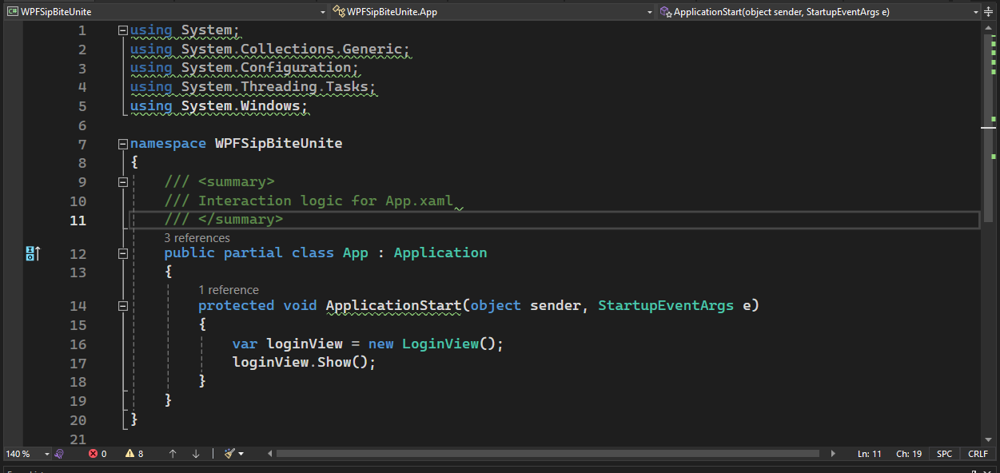 C# WPFSipBiteUnite WPFSipBiteUnite.App ApplicationStart(object sender, StartupEventArgs e)
1 using System;
2 using System.Collections.Generic;
3 using System.Configuration;
4 using System.Threading.Tasks;
5 using System.Windows;
6
7 namespace WPFSipBiteUnite
8 {
9 /// <summary>
10 /// Interaction logic for App.xaml
11 /// </summary>
3 references
12 public partial class App : Application
13 {
1 reference
14 protected void ApplicationStart(object sender, StartupEventArgs e)
15 {
16 var loginView = new LoginView();
17 loginView.Show();
18 }
19 }
20 }
21
140 % 0 8 Ln: 11 Ch: 19 SPC CRLF